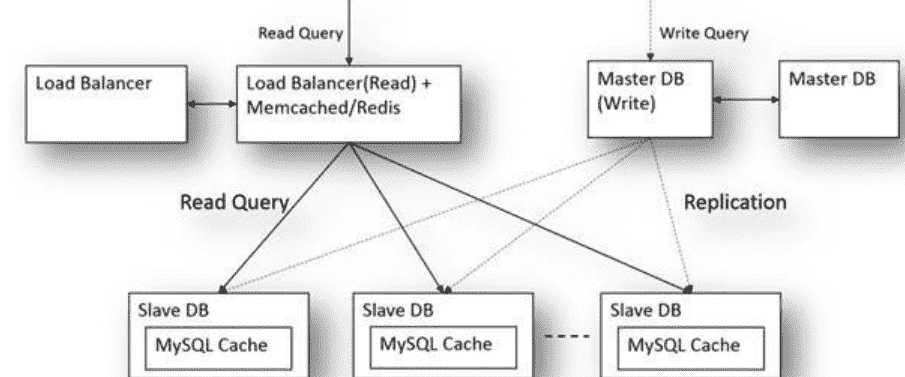 Read Query
Write Query
Load Balancer
Load Balancer(Read) +
Memcached/Redis
Master DB
(Write)
Master DB
Read Query
Replication
Slave DB
MySQL Cache
Slave DB
MySQL Cache
Slave DB
MySQL Cache